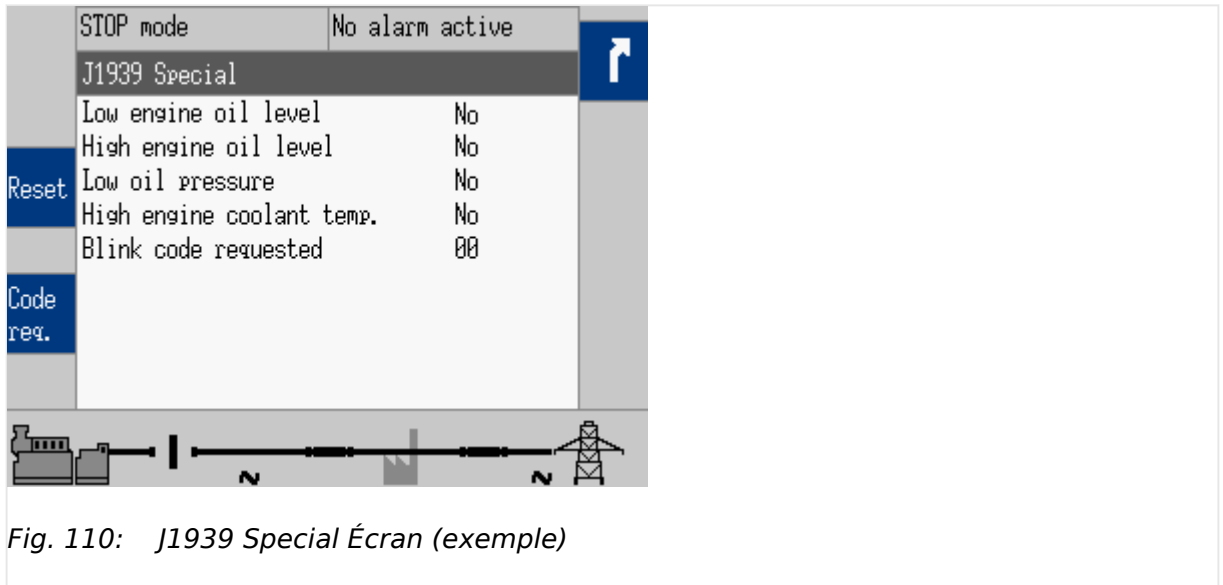 STOP mode No alarm active
J1939 Special
Low engine oil level No
High engine oil level No
Reset
Low oil pressure No
High engine coolant temp. No
Blink code requested 00
Code
req.
Fig. 110: J1939 Special Écran (exemple)